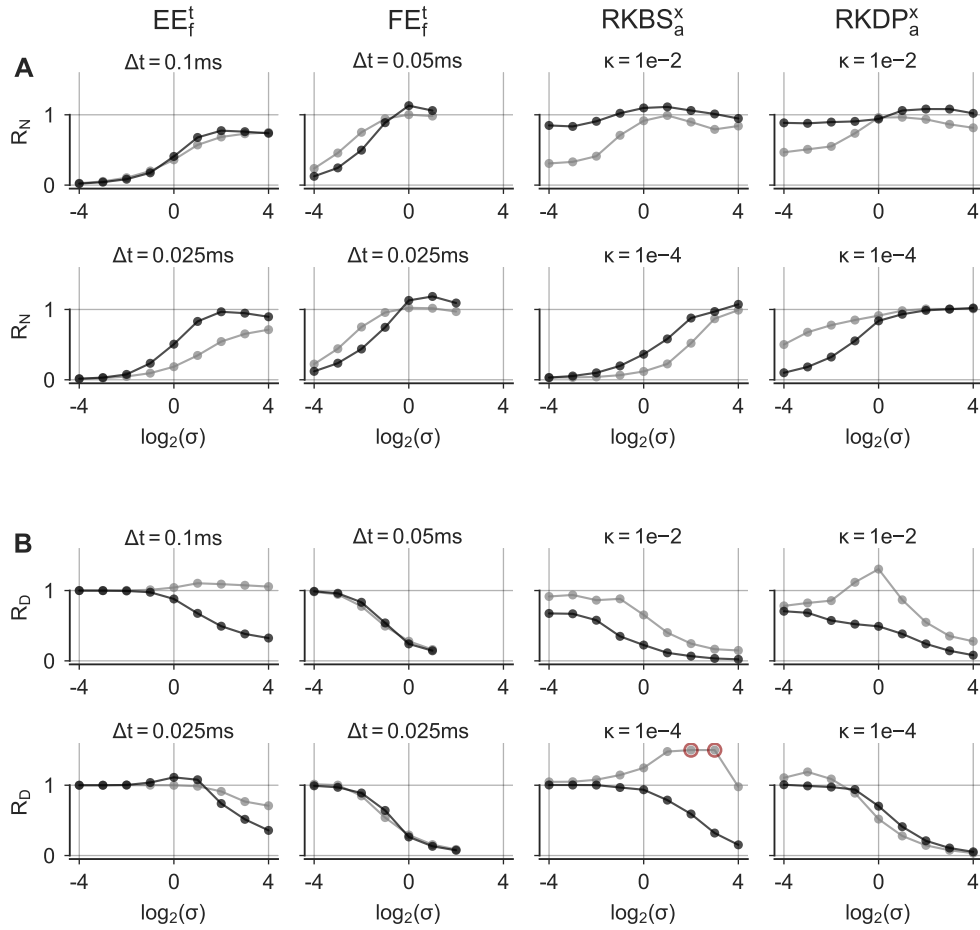 EE_f^t FE_f^t RKBS_a^x RKDP_a^x
A
Δt = 0.1ms Δt = 0.05ms κ = 1e−2 κ = 1e−2
R_N 1 0
-4 0 4 -4 0 4 -4 0 4 -4 0 4
Δt = 0.025ms Δt = 0.025ms κ = 1e−4 κ = 1e−4
R_N 1 0
-4 0 4 -4 0 4 -4 0 4 -4 0 4
log₂(σ) log₂(σ) log₂(σ) log₂(σ)
B
Δt = 0.1ms Δt = 0.05ms κ = 1e−2 κ = 1e−2
R_D 1 0
-4 0 4 -4 0 4 -4 0 4 -4 0 4
Δt = 0.025ms Δt = 0.025ms κ = 1e−4 κ = 1e−4
R_D 1 0
-4 0 4 -4 0 4 -4 0 4 -4 0 4
log₂(σ) log₂(σ) log₂(σ) log₂(σ)